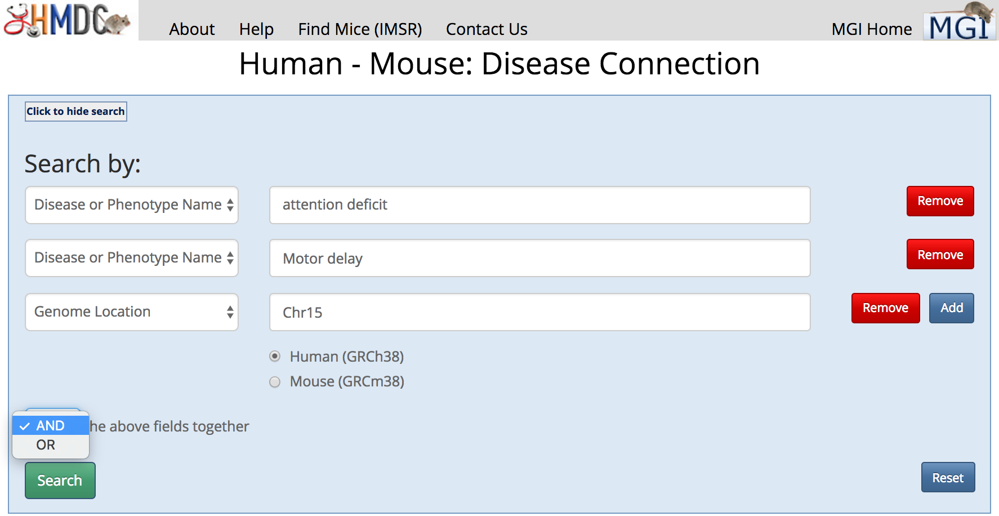 HMDC About Help Find Mice (IMSR) Contact Us MGI Home MGI
Human - Mouse: Disease Connection
Click to hide search
Search by:
Disease or Phenotype Name attention deficit Remove
Disease or Phenotype Name Motor delay Remove
Genome Location Chr15 Remove Add
Human (GRCh38)
Mouse (GRCm38)
AND he above fields together
OR
Search Reset